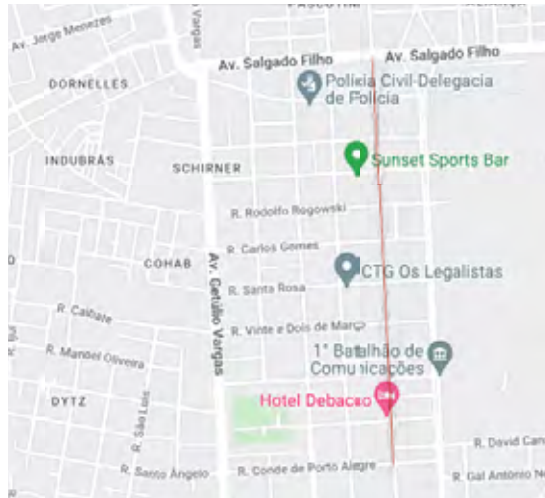 PASCOTINI
Av. Jorge Menezes
Av. Salgado Filho
Av. Salgado Filho
DORNELLES
Polícia Civil-Delegacia
de Polícia
INDUBRÁS
SCHIRNER
Sunset Sports Bar
R. Rodolfo Rogowski
R. Carlos Gomes
COHAB
Av. Getúlio Vargas
CTG Os Legalistas
R. Santa Rosa
R. Caibate
R. Vinte e Dois de Março
R. Manoel Oliveira
1° Batalhão de
Comunicações
DYTZ
R. São Luis
Hotel Debacco
R. David Can
R. Santo Ângelo
R. Conde de Porto Alegre
R. Gal Antônio Ne